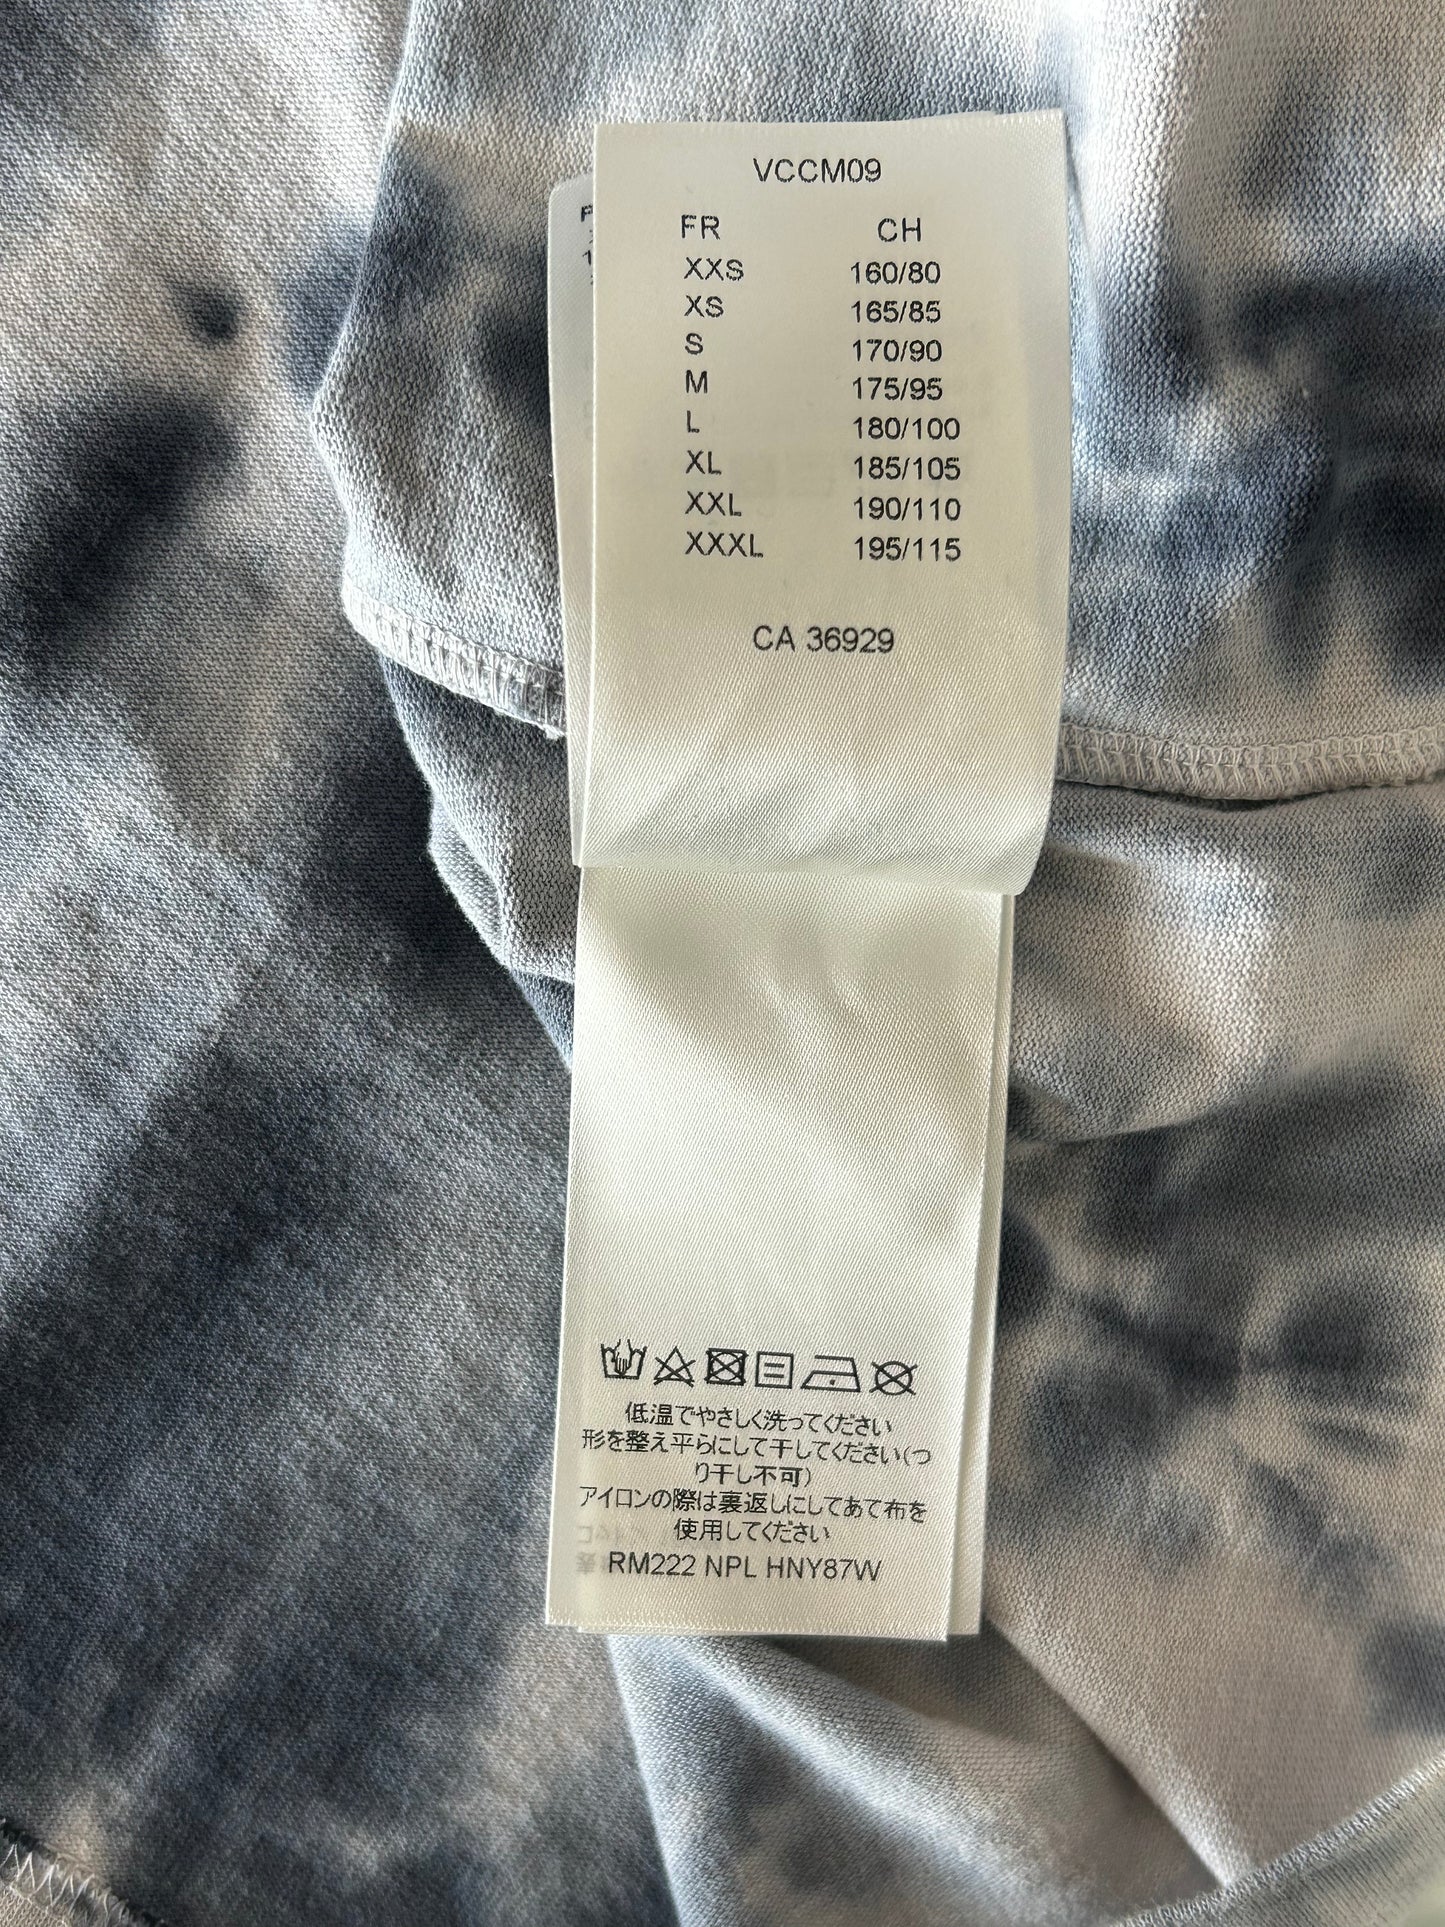 VCCM09
FR CH
XXS 160/80
XS 165/85
S 170/90
M 175/95
L 180/100
XL 185/105
XXL 190/110
XXXL 195/115
CA 36929
低温でやさしく洗ってください
形を整え平らにして干してください(つ
り干し不可)
アイロンの際は裏返しにしてあて布を
使用してください
RM222 NPL HNY87W